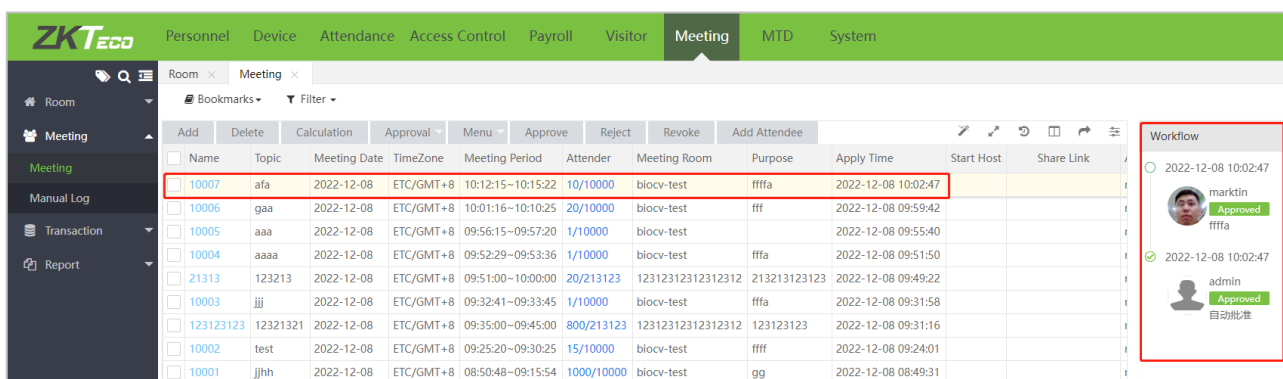 ZKTeco Personnel Device Attendance Access Control Payroll Visitor Meeting MTD System
Room Meeting
Room
Bookmarks Filter
Meeting
Add Delete Calculation Approval Menu Approve Reject Revoke Add Attendee
Workflow
Name Topic Meeting Date TimeZone Meeting Period Attender Meeting Room Purpose Apply Time Start Host Share Link
Meeting
2022-12-08 10:02:47
10007 afa 2022-12-08 ETC/GMT+8 10:12:15~10:15:22 10/10000 biocv-test ffffa 2022-12-08 10:02:47
marktin
Manual Log
10006 gaa 2022-12-08 ETC/GMT+8 10:01:16~10:10:25 20/10000 biocv-test fff 2022-12-08 09:59:42
Approved
ffffa
Transaction
10005 aaa 2022-12-08 ETC/GMT+8 09:56:15~09:57:20 1/10000 biocv-test 2022-12-08 09:55:40
10004 aaaa 2022-12-08 ETC/GMT+8 09:52:29~09:53:36 1/10000 biocv-test fffa 2022-12-08 09:51:50
2022-12-08 10:02:47
Report
21313 123213 2022-12-08 ETC/GMT+8 09:51:00~10:00:00 20/213123 12312312312312312 213213123123 2022-12-08 09:49:22
admin
10003 jjj 2022-12-08 ETC/GMT+8 09:32:41~09:33:45 1/10000 biocv-test fffa 2022-12-08 09:31:58
Approved
自动批准
123123123 12321321 2022-12-08 ETC/GMT+8 09:35:00~09:45:00 800/213123 12312312312312312 123123123 2022-12-08 09:31:16
10002 test 2022-12-08 ETC/GMT+8 09:25:20~09:30:25 15/10000 biocv-test ffff 2022-12-08 09:24:01
10001 jjhh 2022-12-08 ETC/GMT+8 08:50:48~09:15:54 1000/10000 biocv-test gg 2022-12-08 08:49:31